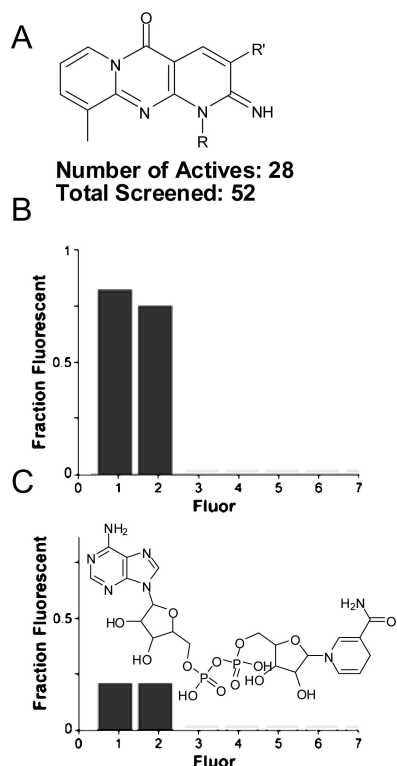 A
O
N
R'
N
N
NH
R
Number of Actives: 28
Total Screened: 52
B
1
Fraction Fluorescent
0.5
0
0 1 2 3 4 5 6 7
Fluor
C
Fraction Fluorescent
NH2
N
N
N
N
HO
O
HO
O
P
HO
O
O
P
O
OH
O
O
HO
OH
N
H2N
O
0.5
0
0 1 2 3 4 5 6 7
Fluor